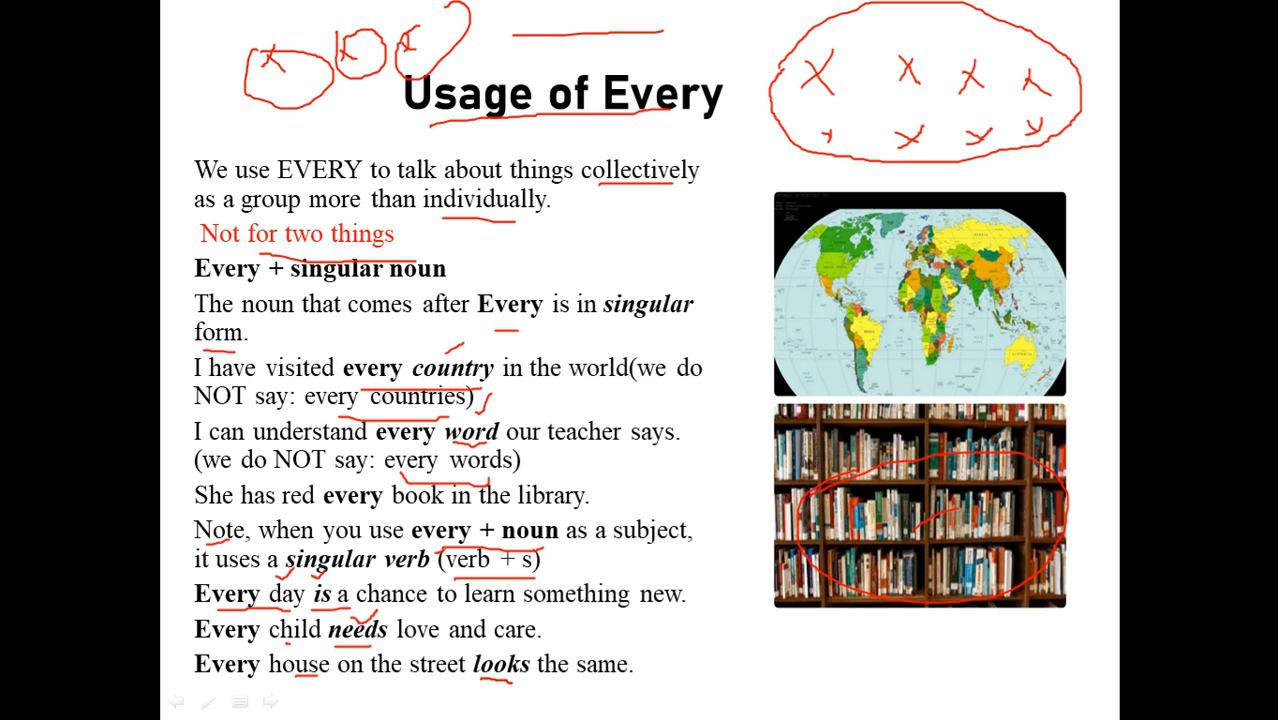 Usage of Every
We use EVERY to talk about things collectively
as a group more than individually.
Not for two things
Every + singular noun
The noun that comes after Every is in singular
form.
I have visited every country in the world(we do
NOT say: every countries)
I can understand every word our teacher says.
(we do NOT say: every words)
She has red every book in the library.
Note, when you use every + noun as a subject,
it uses a singular verb (verb + s)
Every day is a chance to learn something new.
Every child needs love and care.
Every house on the street looks the same.